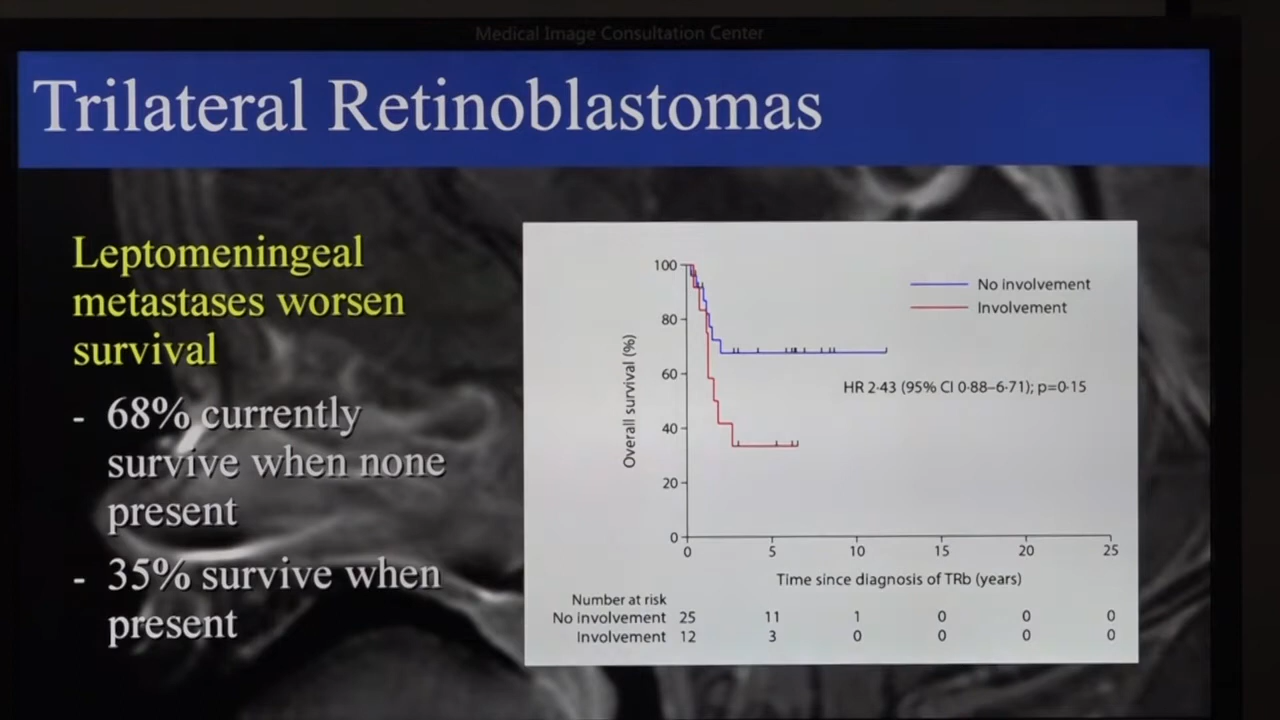 Medical Image Consultation Center
Trilateral Retinoblastomas
Leptomeningeal
metastases worsen
survival
- 68% currently
survive when none
present
- 35% survive when
present
100
80
60
40
20
0
Overall survival (%)
No involvement
Involvement
HR 2·43 (95% CI 0·88–6·71); p=0·15
0 5 10 15 20 25
Time since diagnosis of TRb (years)
Number at risk
No involvement 25 11 1 0 0 0
Involvement 12 3 0 0 0 0